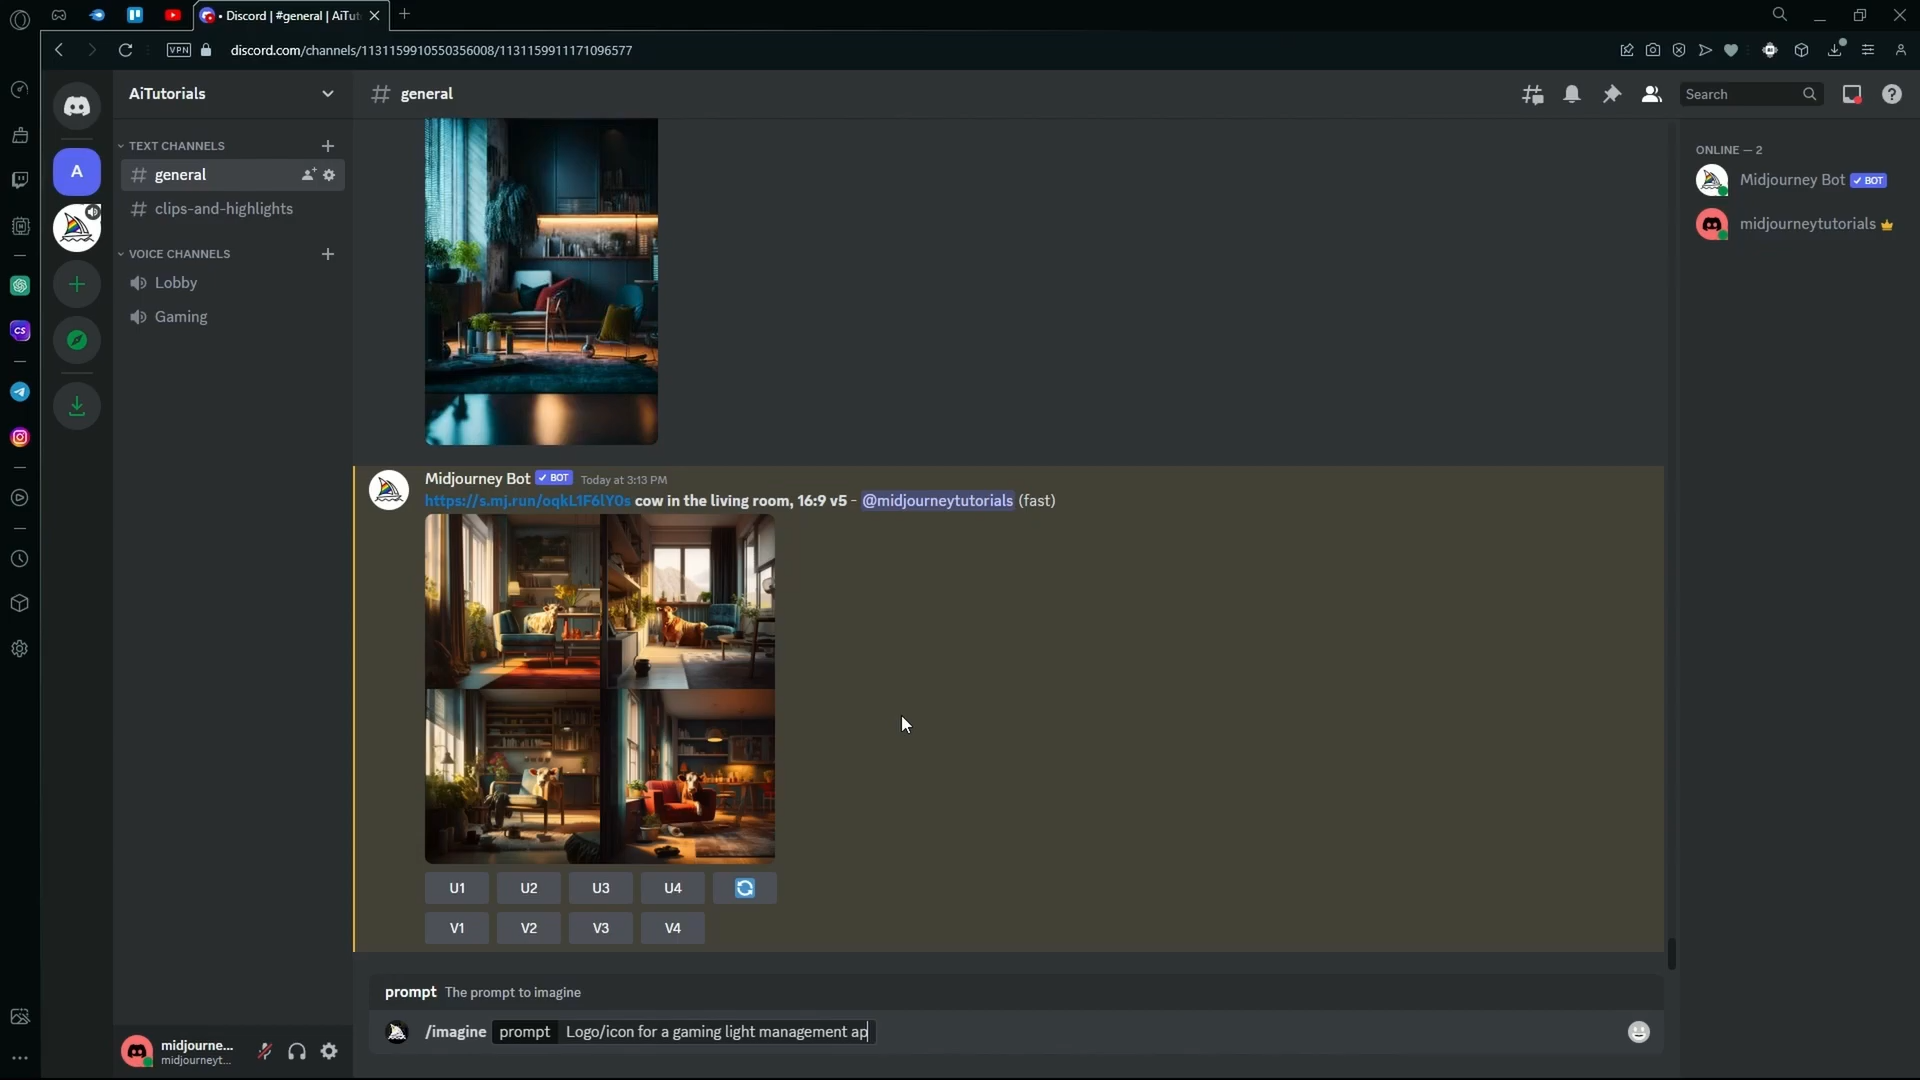 Discord | #general | AiTut
VPN
discord.com/channels/1131159910550356008/1131159911171096577
AiTutorials
general
Search
TEXT CHANNELS
general
clips-and-highlights
VOICE CHANNELS
Lobby
Gaming
A
CS
ONLINE — 2
Midjourney Bot BOT
midjourneytutorials
Midjourney Bot BOT Today at 3:13 PM
https://s.mj.run/oqkL1F6lY0s cow in the living room, 16:9 v5 - @midjourneytutorials (fast)
U1 U2 U3 U4
V1 V2 V3 V4
prompt The prompt to imagine
/imagine prompt Logo/icon for a gaming light management ap
midjourne...
midjourneyt...